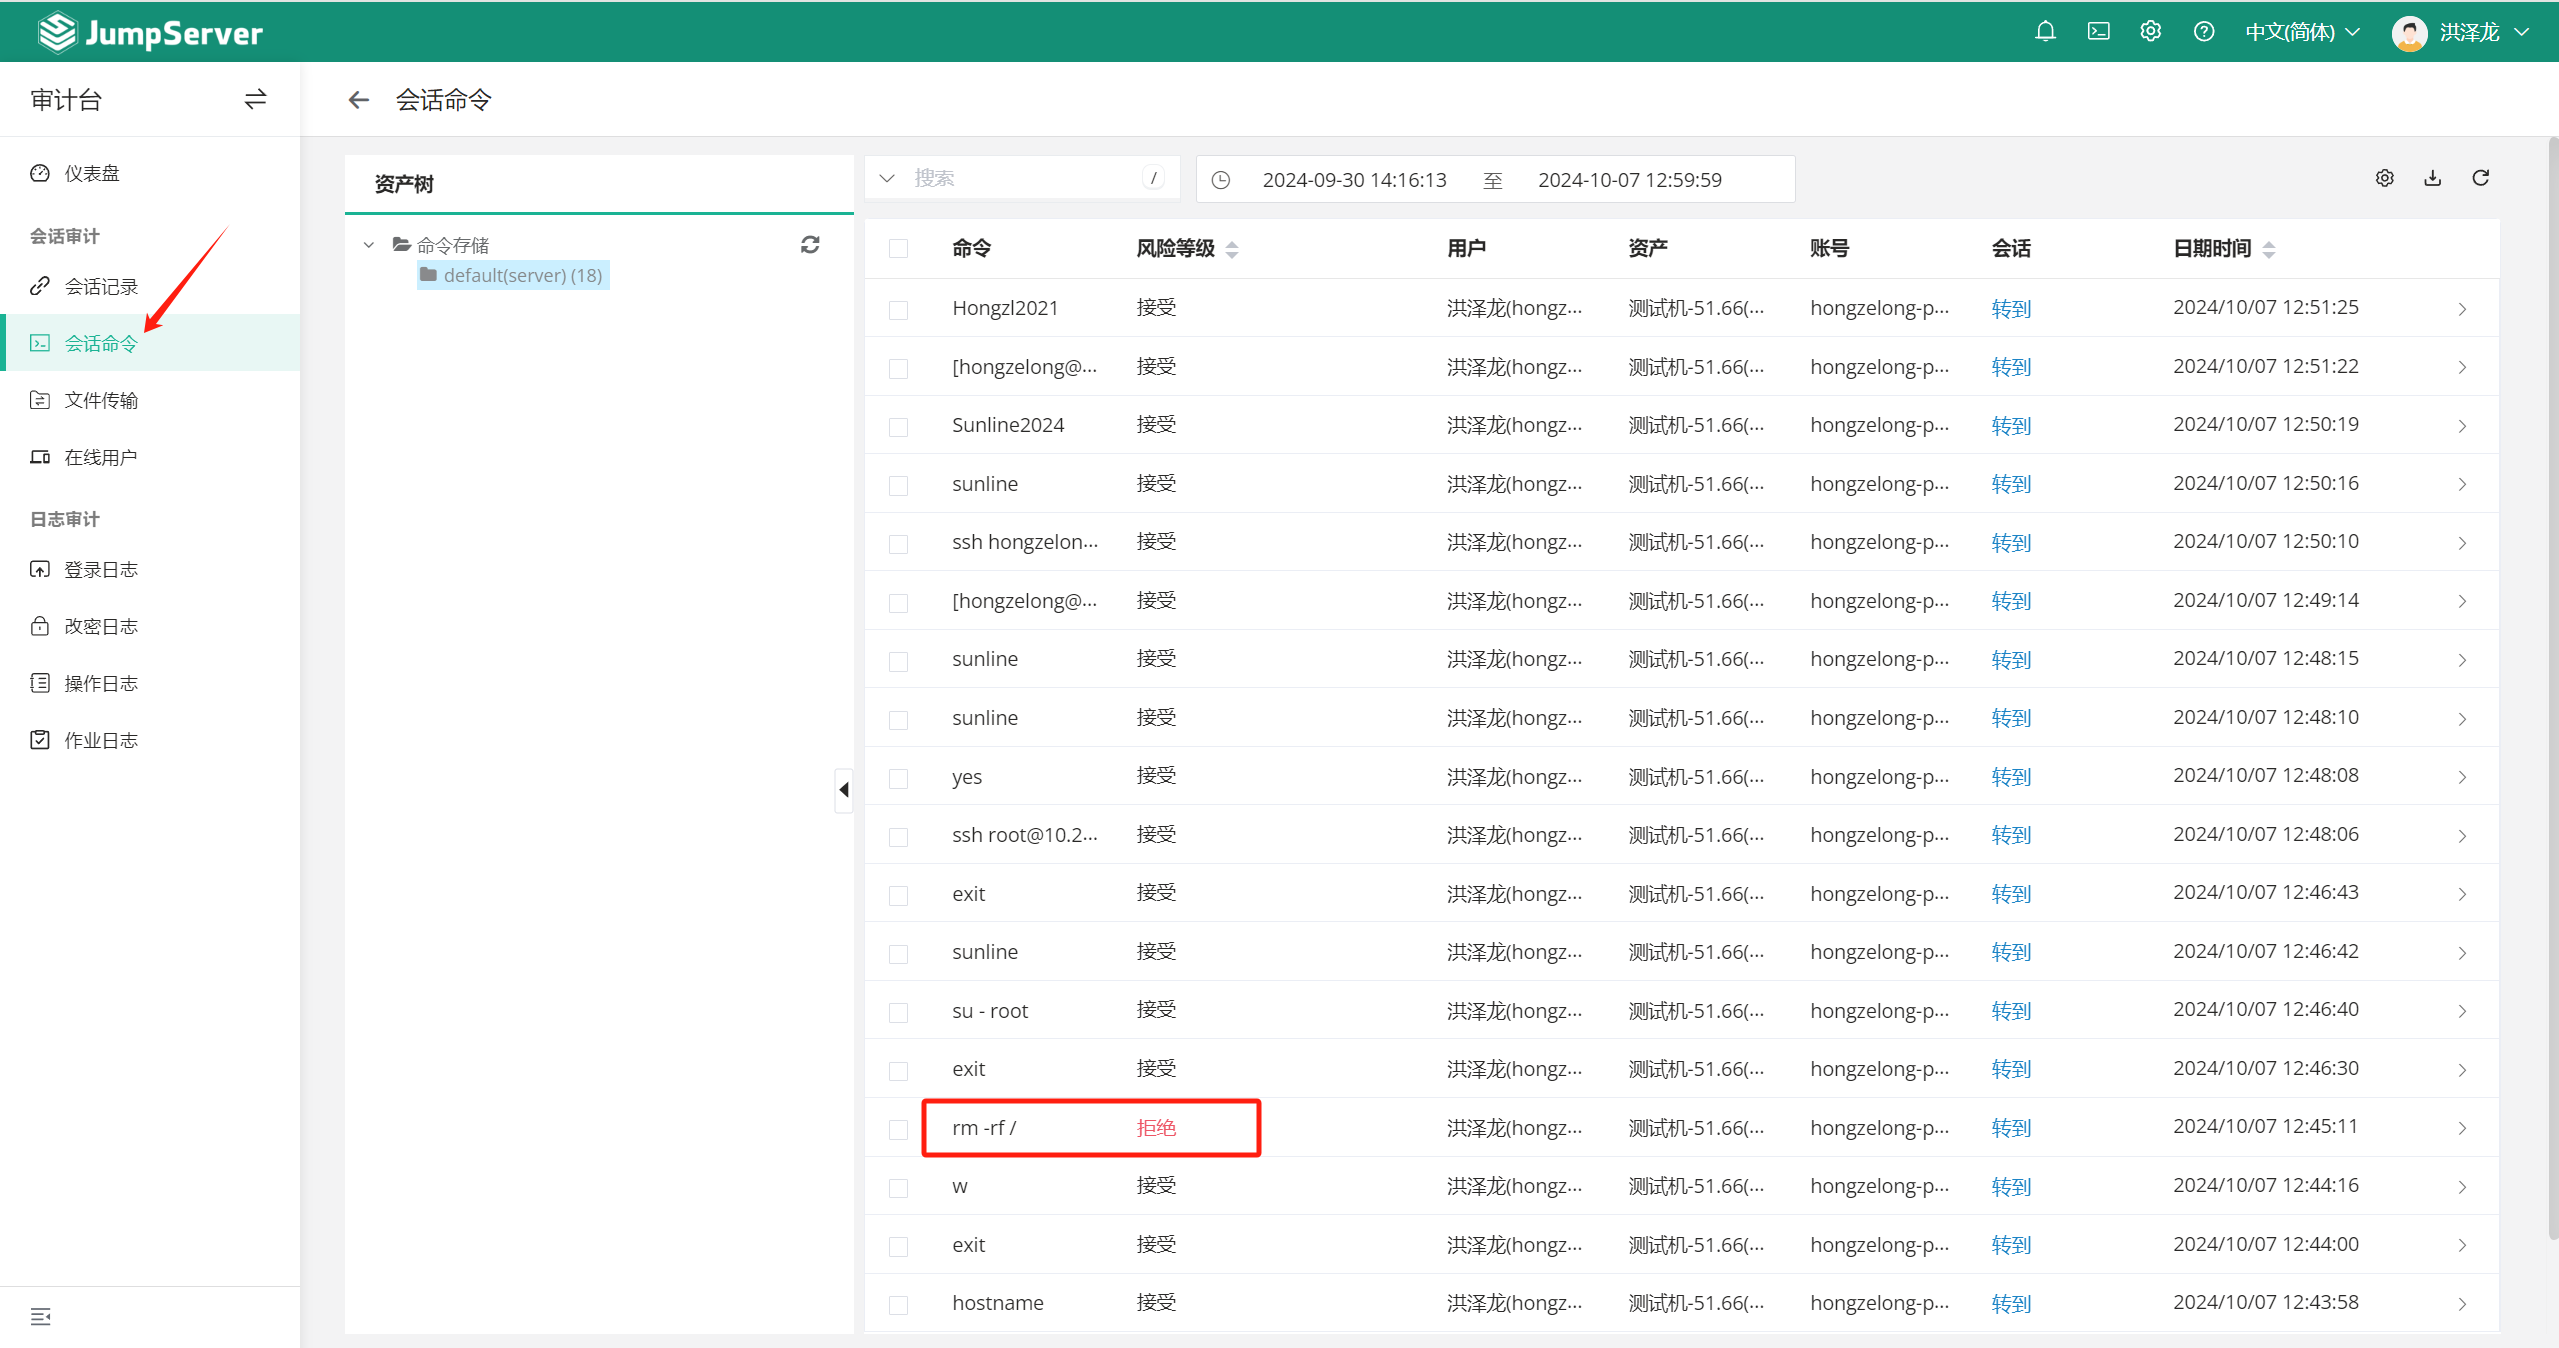 JumpServer
中文(简体)
洪泽龙
审计台
会话命令
仪表盘
会话审计
会话记录
会话命令
文件传输
在线用户
日志审计
登录日志
改密日志
操作日志
作业日志
资产树
命令存储
default(server) (18)
搜索 /
2024-09-30 14:16:13 至 2024-10-07 12:59:59
命令 风险等级 用户 资产 账号 会话 日期时间
Hongzl2021 接受 洪泽龙(hongz... 测试机-51.66(... hongzelong-p... 转到 2024/10/07 12:51:25
[hongzelong@... 接受 洪泽龙(hongz... 测试机-51.66(... hongzelong-p... 转到 2024/10/07 12:51:22
Sunline2024 接受 洪泽龙(hongz... 测试机-51.66(... hongzelong-p... 转到 2024/10/07 12:50:19
sunline 接受 洪泽龙(hongz... 测试机-51.66(... hongzelong-p... 转到 2024/10/07 12:50:16
ssh hongzelon... 接受 洪泽龙(hongz... 测试机-51.66(... hongzelong-p... 转到 2024/10/07 12:50:10
[hongzelong@... 接受 洪泽龙(hongz... 测试机-51.66(... hongzelong-p... 转到 2024/10/07 12:49:14
sunline 接受 洪泽龙(hongz... 测试机-51.66(... hongzelong-p... 转到 2024/10/07 12:48:15
sunline 接受 洪泽龙(hongz... 测试机-51.66(... hongzelong-p... 转到 2024/10/07 12:48:10
yes 接受 洪泽龙(hongz... 测试机-51.66(... hongzelong-p... 转到 2024/10/07 12:48:08
ssh root@10.2... 接受 洪泽龙(hongz... 测试机-51.66(... hongzelong-p... 转到 2024/10/07 12:48:06
exit 接受 洪泽龙(hongz... 测试机-51.66(... hongzelong-p... 转到 2024/10/07 12:46:43
sunline 接受 洪泽龙(hongz... 测试机-51.66(... hongzelong-p... 转到 2024/10/07 12:46:42
su - root 接受 洪泽龙(hongz... 测试机-51.66(... hongzelong-p... 转到 2024/10/07 12:46:40
exit 接受 洪泽龙(hongz... 测试机-51.66(... hongzelong-p... 转到 2024/10/07 12:46:30
rm -rf / 拒绝 洪泽龙(hongz... 测试机-51.66(... hongzelong-p... 转到 2024/10/07 12:45:11
w 接受 洪泽龙(hongz... 测试机-51.66(... hongzelong-p... 转到 2024/10/07 12:44:16
exit 接受 洪泽龙(hongz... 测试机-51.66(... hongzelong-p... 转到 2024/10/07 12:44:00
hostname 接受 洪泽龙(hongz... 测试机-51.66(... hongzelong-p... 转到 2024/10/07 12:43:58